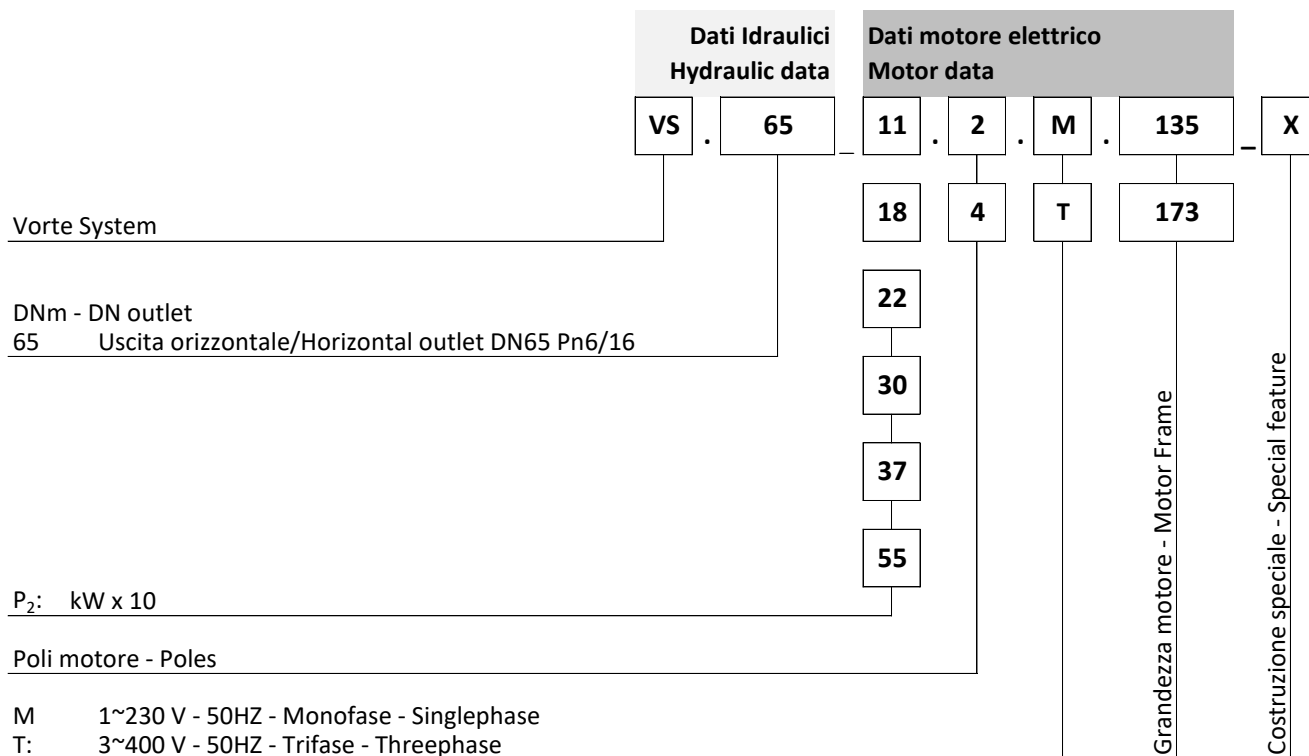 Dati Idraulici
Hydraulic data
Dati motore elettrico
Motor data
VS . 65 _ 11 . 2 . M . 135 _ X
18 4 T 173
Vorte System
22
DNm - DN outlet
65 Uscita orizzontale/Horizontal outlet DN65 Pn6/16
30
37
55
P₂: kW x 10
Poli motore - Poles
M 1~230 V - 50HZ - Monofase - Singlephase
T: 3~400 V - 50HZ - Trifase - Threephase
Grandezza motore - Motor Frame
Costruzione speciale - Special feature